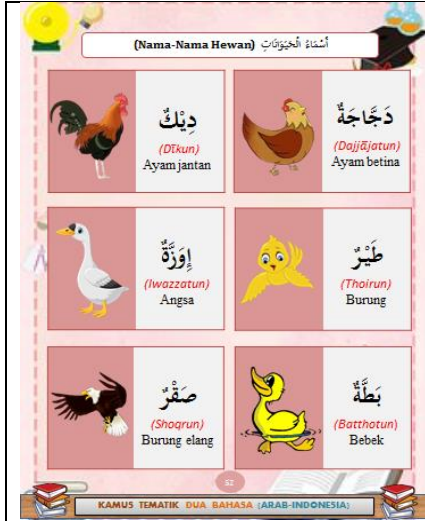 (Nama-Nama Hewan) أَسْمَاءُ الْحَيَوَانَاتِ
دِيْكٌ
(Dīkun)
Ayam jantan
دَجَّاجَةٌ
(Dajjājatun)
Ayam betina
إِوَزَّةٌ
(Iwazzatun)
Angsa
طَيْرٌ
(Thoirun)
Burung
صَقْرٌ
(Shoqrun)
Burung elang
بَطَّةٌ
(Batthotun)
Bebek
52
KAMUS TEMATIK DUA BAHASA (ARAB-INDONESIA)